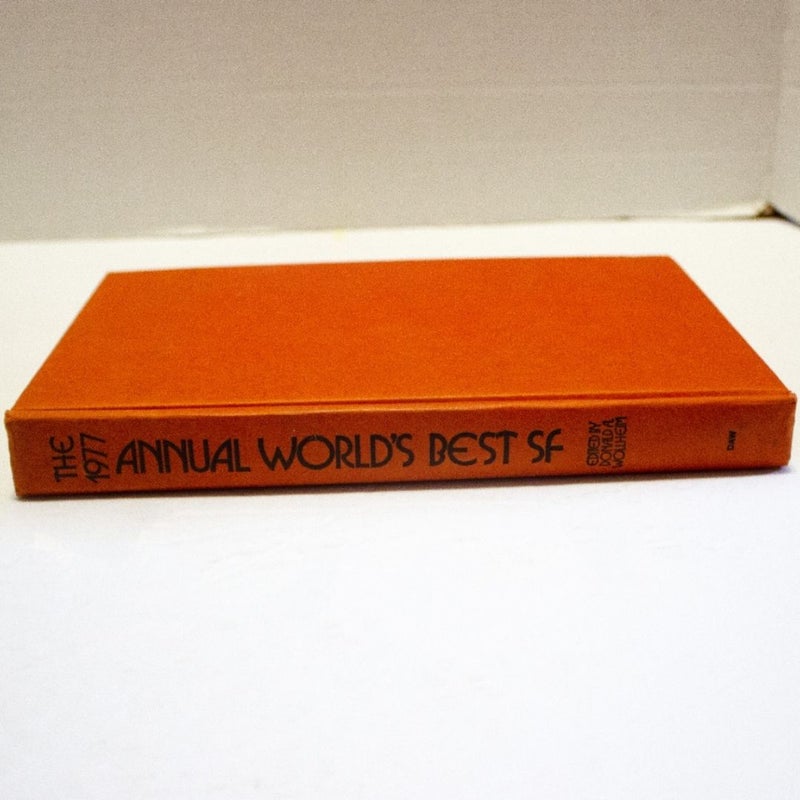 THE
1977
ANNUAL WORLD'S BEST SF
EDITED BY
DONALD A.
WOLLHEIM
DAW